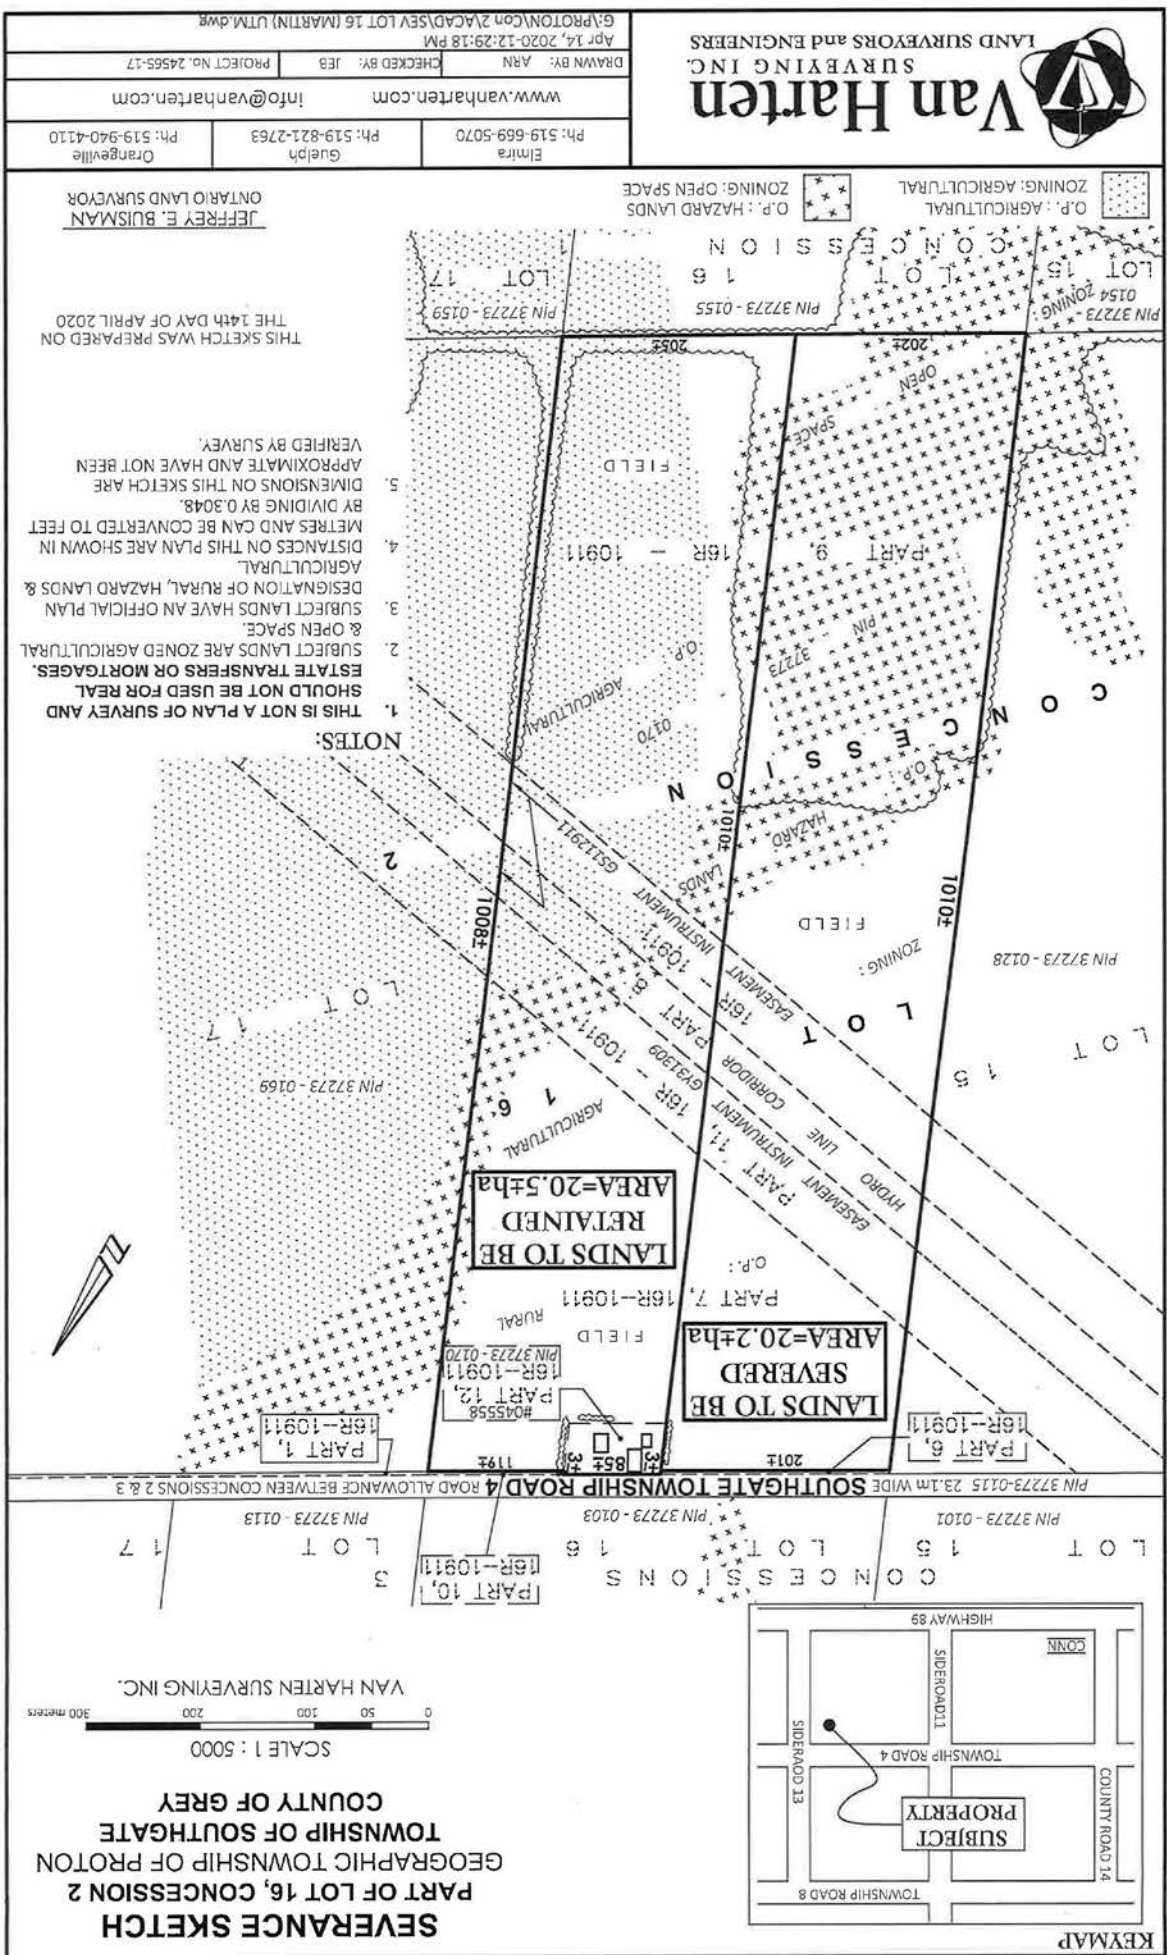 KEYMAP
TOWNSHIP ROAD 8
COUNTY ROAD 14
SUBJECT
PROPERTY
TOWNSHIP ROAD 4
SIDEROAD11
SIDERAOD 13
CONN
HIGHWAY 89
SEVERANCE SKETCH
PART OF LOT 16, CONCESSION 2
GEOGRAPHIC TOWNSHIP OF PROTON
TOWNSHIP OF SOUTHGATE
COUNTY OF GREY
SCALE 1 : 5000
0 50 100 200 300 meters
VAN HARTEN SURVEYING INC.
CONCESSIONS 3
LOT 15
LOT 16
LOT 17
PIN 37273 - 0101
PIN 37273 - 0103
PIN 37273 - 0113
PART 10,
16R-10911
PIN 37273-0115 23.1m WIDE SOUTHGATE TOWNSHIP ROAD 4 ROAD ALLOWANCE BETWEEN CONCESSIONS 2 & 3
201±
3±
85±
3±
119±
PART 6,
16R-10911
PART 1,
16R-10911
#045558
PART 12,
16R-10911
PIN 37273 - 0170
LANDS TO BE
SEVERED
AREA=20.2±ha
FIELD
RURAL
PART 7, 16R-10911
O.P.:
LANDS TO BE
RETAINED
AREA=20.5±ha
AGRICULTURAL
PART 11, 16R - 10911
EASEMENT INSTRUMENT GY31309
HYDRO LINE CORRIDOR
PART 8
16R - 10911
EASEMENT INSTRUMENT GS112911
LOT 15
LOT 16
LOT 17
PIN 37273 - 0128
PIN 37273 - 0169
ZONING:
FIELD
1010±
1010±
1008±
HAZARD LANDS
O.P.:
CONCESSION 2
PIN 37273 0170
O.P.: AGRICULTURAL
PART 9, 16R - 10911
FIELD
OPEN SPACE
202±
205±
PIN 37273 -
0154
ZONING:
PIN 37273 - 0155
PIN 37273 - 0159
LOT 15
LOT 16
LOT 17
CONCESSION 1
NOTES:
1. THIS IS NOT A PLAN OF SURVEY AND
SHOULD NOT BE USED FOR REAL
ESTATE TRANSFERS OR MORTGAGES.
2. SUBJECT LANDS ARE ZONED AGRICULTURAL
& OPEN SPACE.
3. SUBJECT LANDS HAVE AN OFFICIAL PLAN
DESIGNATION OF RURAL, HAZARD LANDS &
AGRICULTURAL.
4. DISTANCES ON THIS PLAN ARE SHOWN IN
METRES AND CAN BE CONVERTED TO FEET
BY DIVIDING BY 0.3048.
5. DIMENSIONS ON THIS SKETCH ARE
APPROXIMATE AND HAVE NOT BEEN
VERIFIED BY SURVEY.
THIS SKETCH WAS PREPARED ON
THE 14th DAY OF APRIL 2020
JEFFREY E. BUISMAN
ONTARIO LAND SURVEYOR
O.P.: AGRICULTURAL
ZONING: AGRICULTURAL
O.P.: HAZARD LANDS
ZONING: OPEN SPACE
Van Harten
SURVEYING INC.
LAND SURVEYORS and ENGINEERS
Elmira
Ph: 519-669-5070
Guelph
Ph: 519-821-2763
Orangeville
Ph: 519-940-4110
www.vanharten.com
info@vanharten.com
DRAWN BY: ARN
CHECKED BY: JEB
PROJECT No. 24565-17
Apr 14, 2020-12:29:18 PM
G:\PROTON\Con 2\ACAD\SEV LOT 16 (MARTIN) UTM.dwg